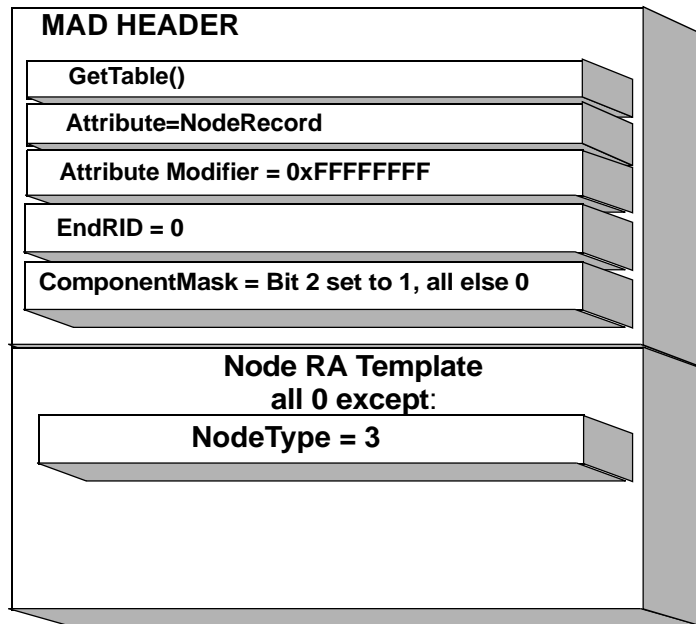 MAD HEADER
GetTable()
Attribute=NodeRecord
Attribute Modifier = 0xFFFFFFFF
EndRID = 0
ComponentMask = Bit 2 set to 1, all else 0
Node RA Template
all 0 except:
NodeType = 3